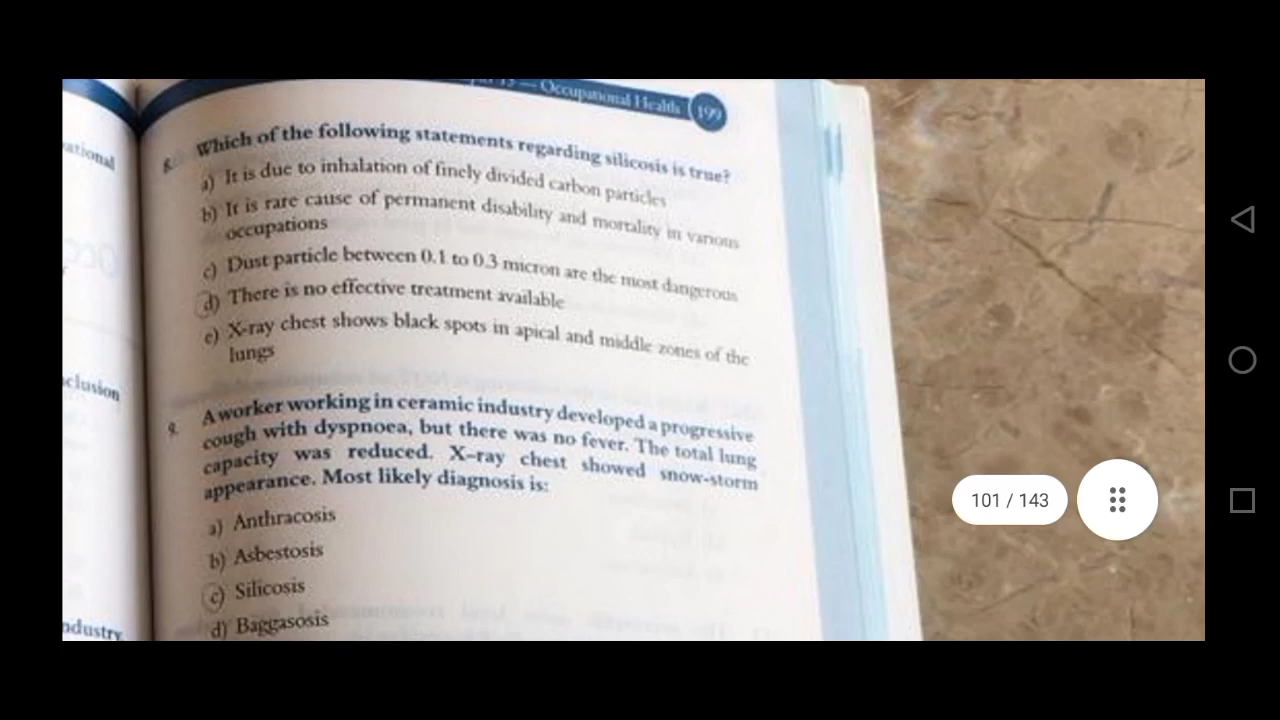 — Occupational Health 199
ational
8. Which of the following statements regarding silicosis is true?
a) It is due to inhalation of finely divided carbon particles
b) It is rare cause of permanent disability and mortality in various
occupations
c) Dust particle between 0.1 to 0.3 micron are the most dangerous
d) There is no effective treatment available
e) X-ray chest shows black spots in apical and middle zones of the
lungs
clusion
9. A worker working in ceramic industry developed a progressive
cough with dyspnoea, but there was no fever. The total lung
capacity was reduced. X-ray chest showed snow-storm
appearance. Most likely diagnosis is:
a) Anthracosis
b) Asbestosis
c) Silicosis
d) Baggasosis
dustry
101 / 143